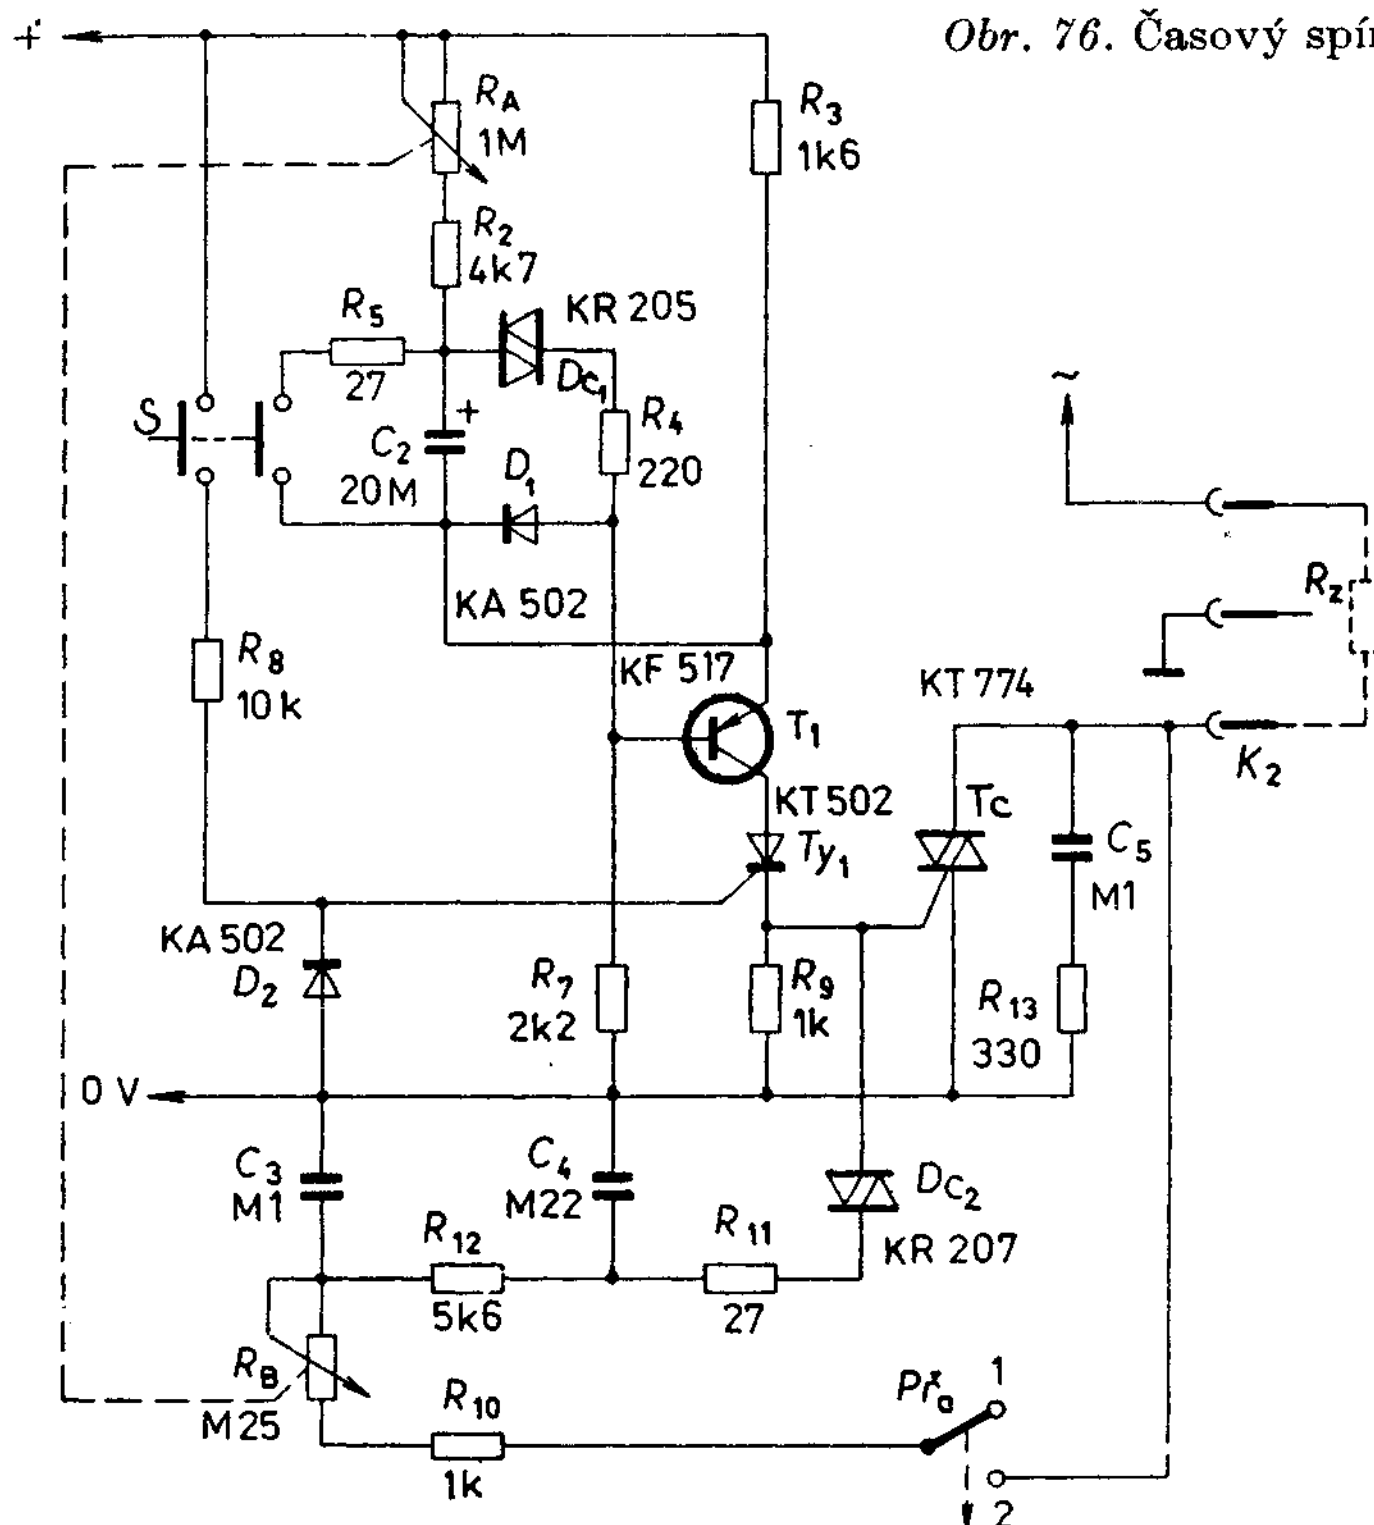 +
Obr. 76. Časový spí
R_A
1M
R_3
1k6
R_2
4k7
R_5
27
KR 205
Dc_1
~
S
C_2
+
20M
R_4
220
D_1
KA 502
R_z
R_8
10k
KF 517
T_1
KT 774
K_2
KT 502
Ty_1
Tc
C_5
M1
KA 502
D_2
R_7
2k2
R_9
1k
R_13
330
0 V
C_3
M1
C_4
M22
Dc_2
KR 207
R_12
5k6
R_11
27
R_B
M25
R_10
1k
Př_a
1
2